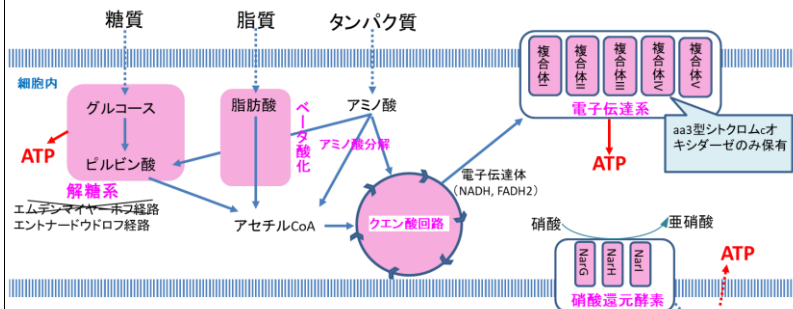 糖質
脂質
タンパク質
細胞内
グルコース
脂肪酸
アミノ酸
ベータ酸化
アミノ酸分解
ATP
ピルビン酸
解糖系
エムデンマイヤーホフ経路
エントナードウドロフ経路
アセチルCoA
クエン酸回路
電子伝達体
(NADH, FADH2)
複合体I
複合体II
複合体III
複合体IV
複合体V
電子伝達系
ATP
aa3型シトクロムcオ
キシダーゼのみ保有
硝酸
亜硝酸
NarG
NarH
NarI
硝酸還元酵素
ATP